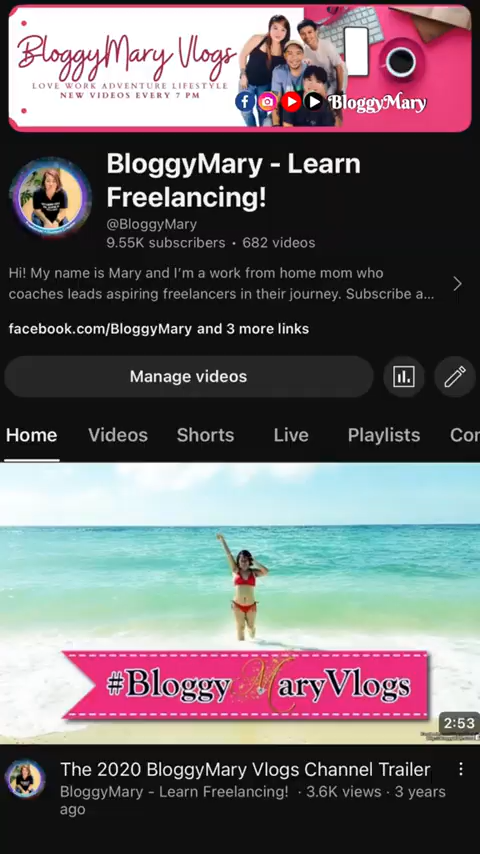 BloggyMary Vlogs
LOVE WORK ADVENTURE LIFESTYLE
NEW VIDEOS EVERY 7 PM
BloggyMary
BloggyMary - Learn
Freelancing!
@BloggyMary
9.55K subscribers • 682 videos
Hi! My name is Mary and I'm a work from home mom who
coaches leads aspiring freelancers in their journey. Subscribe a...
facebook.com/BloggyMary and 3 more links
Manage videos
Home Videos Shorts Live Playlists Cor
#BloggyMaryVlogs
2:53
The 2020 BloggyMary Vlogs Channel Trailer
BloggyMary - Learn Freelancing! · 3.6K views · 3 years
ago